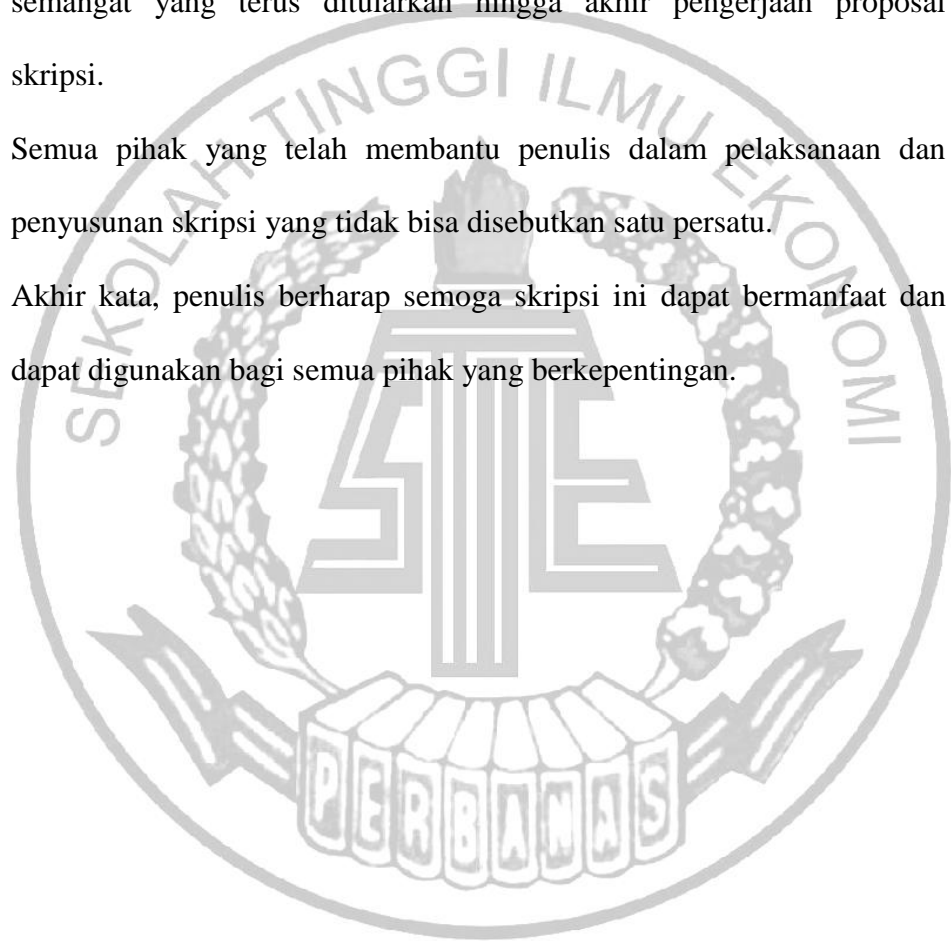 semangat yang terus ditularkan hingga akhir pengerjaan proposal
skripsi.
Semua pihak yang telah membantu penulis dalam pelaksanaan dan
penyusunan skripsi yang tidak bisa disebutkan satu persatu.
Akhir kata, penulis berharap semoga skripsi ini dapat bermanfaat dan
dapat digunakan bagi semua pihak yang berkepentingan.
SEKOLAH TINGGI ILMU EKONOMI
STIE
PERBANAS